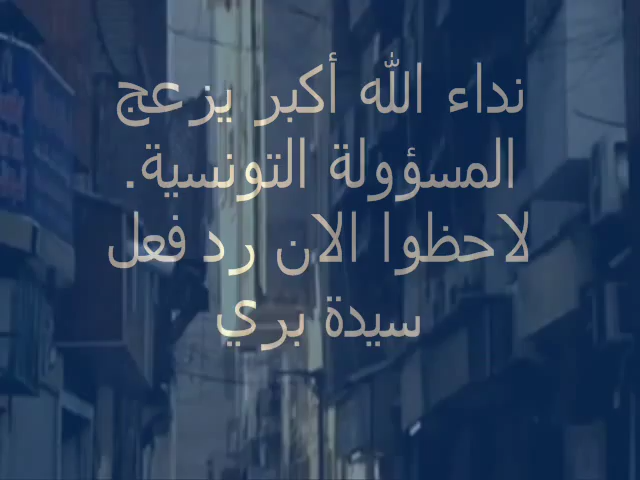 نداء الله أكبر يزعج
المسؤولة التونسية.
لاحظوا الان رد فعل
سيدة بري